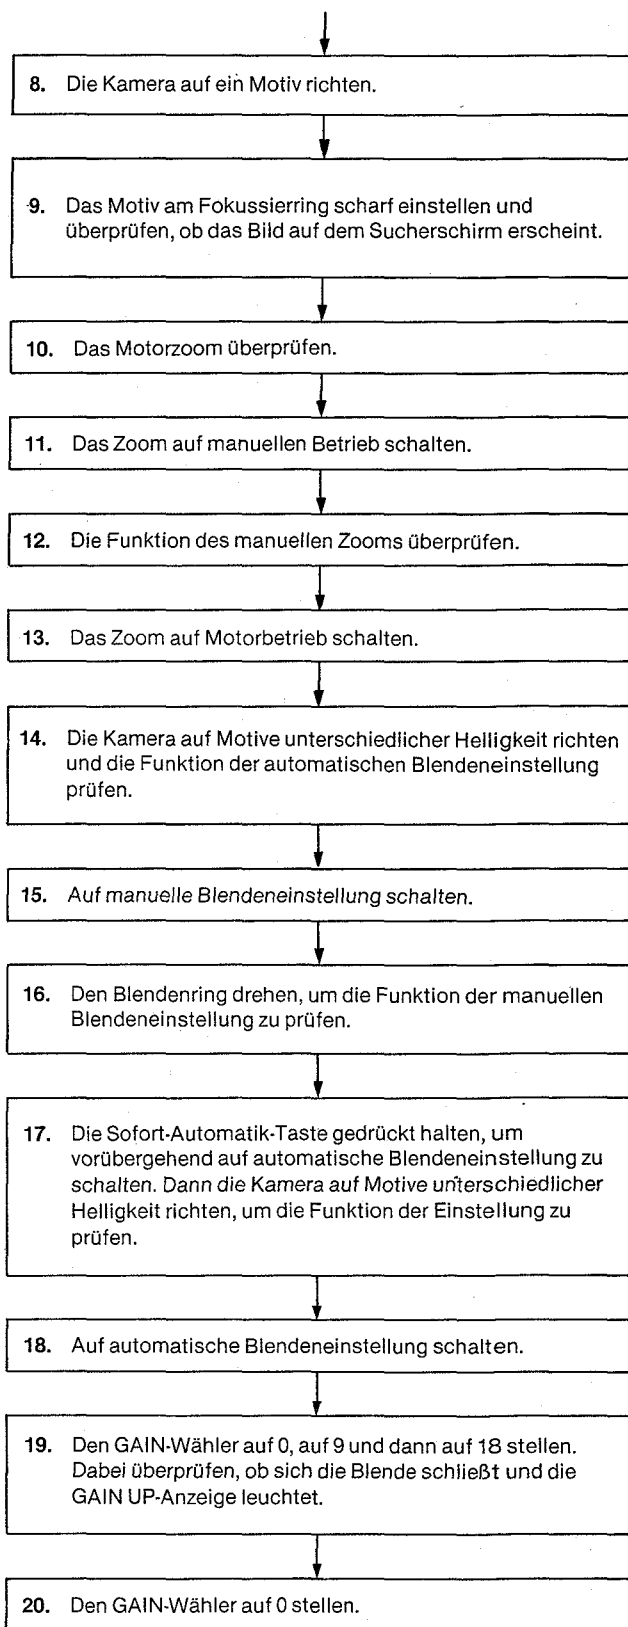 8. Die Kamera auf ein Motiv richten.
9. Das Motiv am Fokussierring scharf einstellen und
überprüfen, ob das Bild auf dem Sucherschirm erscheint.
10. Das Motorzoom überprüfen.
11. Das Zoom auf manuellen Betrieb schalten.
12. Die Funktion des manuellen Zooms überprüfen.
13. Das Zoom auf Motorbetrieb schalten.
14. Die Kamera auf Motive unterschiedlicher Helligkeit richten
und die Funktion der automatischen Blendeneinstellung
prüfen.
15. Auf manuelle Blendeneinstellung schalten.
16. Den Blendenring drehen, um die Funktion der manuellen
Blendeneinstellung zu prüfen.
17. Die Sofort-Automatik-Taste gedrückt halten, um
vorübergehend auf automatische Blendeneinstellung zu
schalten. Dann die Kamera auf Motive unterschiedlicher
Helligkeit richten, um die Funktion der Einstellung zu
prüfen.
18. Auf automatische Blendeneinstellung schalten.
19. Den GAIN-Wähler auf 0, auf 9 und dann auf 18 stellen.
Dabei überprüfen, ob sich die Blende schließt und die
GAIN UP-Anzeige leuchtet.
20. Den GAIN-Wähler auf 0 stellen.